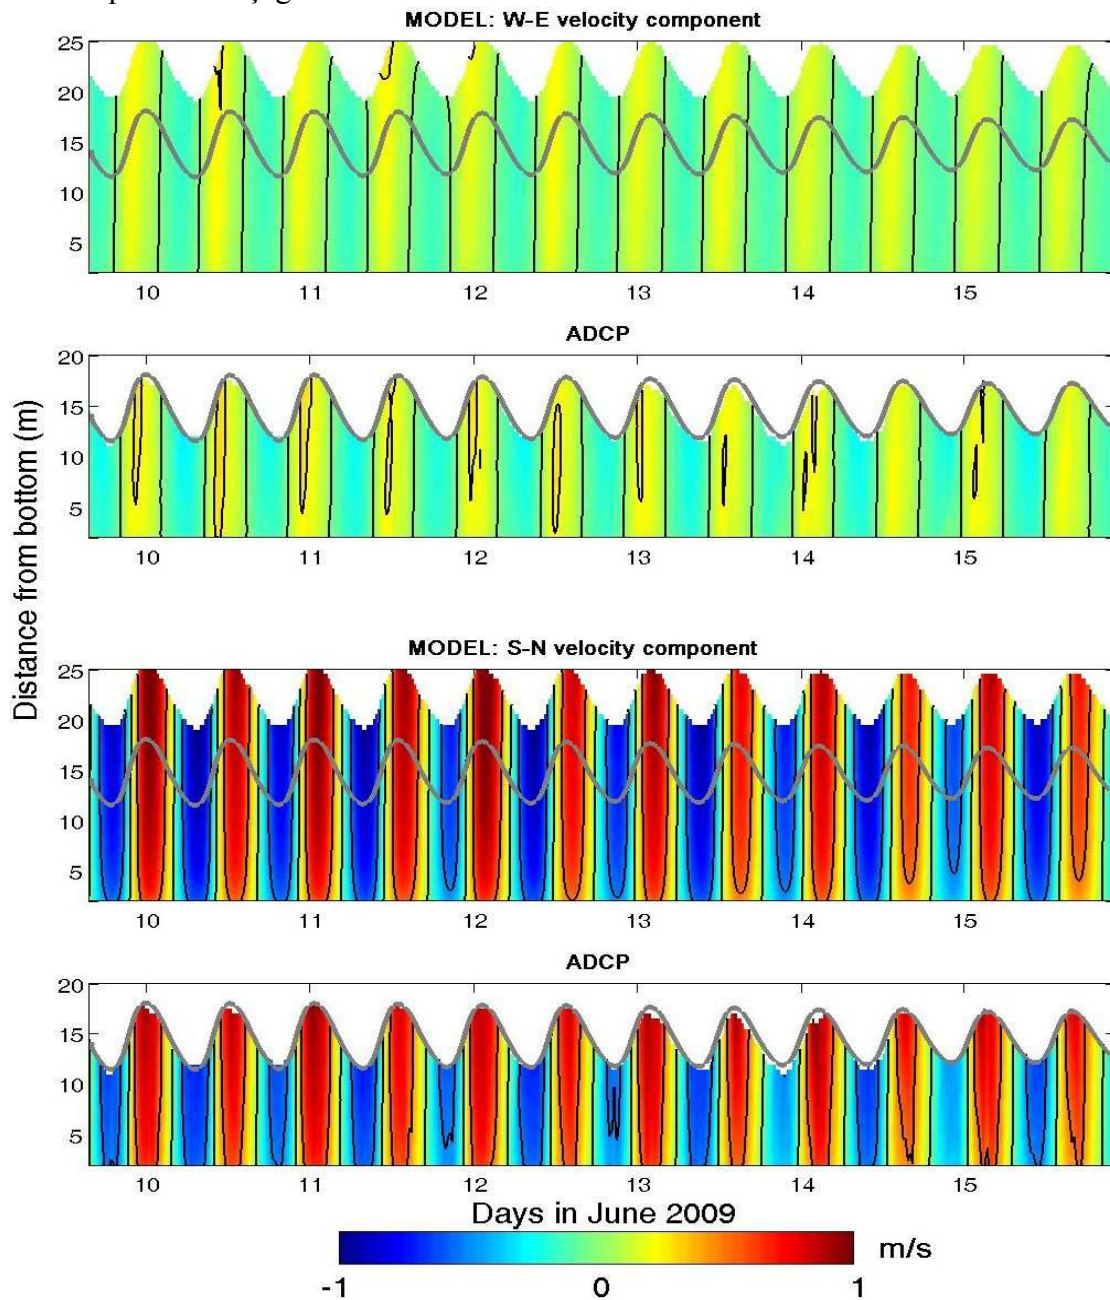 MODEL: W-E velocity component
25
20
15
10
5
10 11 12 13 14 15
ADCP
20
15
10
5
10 11 12 13 14 15
Distance from bottom (m)
MODEL: S-N velocity component
25
20
15
10
5
10 11 12 13 14 15
ADCP
20
15
10
5
10 11 12 13 14 15
Days in June 2009
m/s
-1 0 1